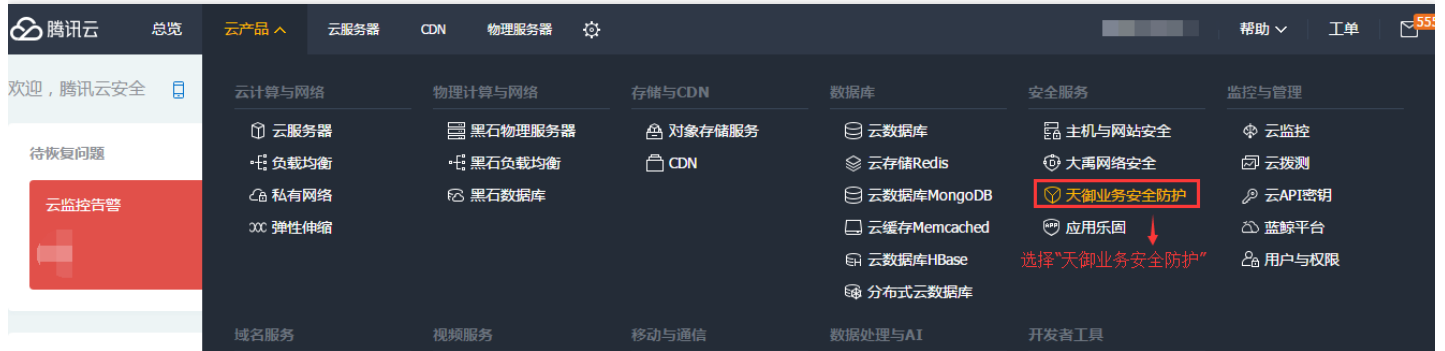 腾讯云 总览 云产品 云服务器 CDN 物理服务器 帮助 工单 555
欢迎，腾讯云安全
待恢复问题
云监控告警
云计算与网络
云服务器
负载均衡
私有网络
弹性伸缩
物理计算与网络
黑石物理服务器
黑石负载均衡
黑石数据库
存储与CDN
对象存储服务
CDN
数据库
云数据库
云存储Redis
云数据库MongoDB
云缓存Memcached
云数据库HBase
分布式云数据库
安全服务
主机与网站安全
大禹网络安全
天御业务安全防护
应用乐固
选择“天御业务安全防护”
监控与管理
云监控
云拨测
云API密钥
蓝鲸平台
用户与权限
域名服务 视频服务 移动与通信 数据处理与AI 开发者工具